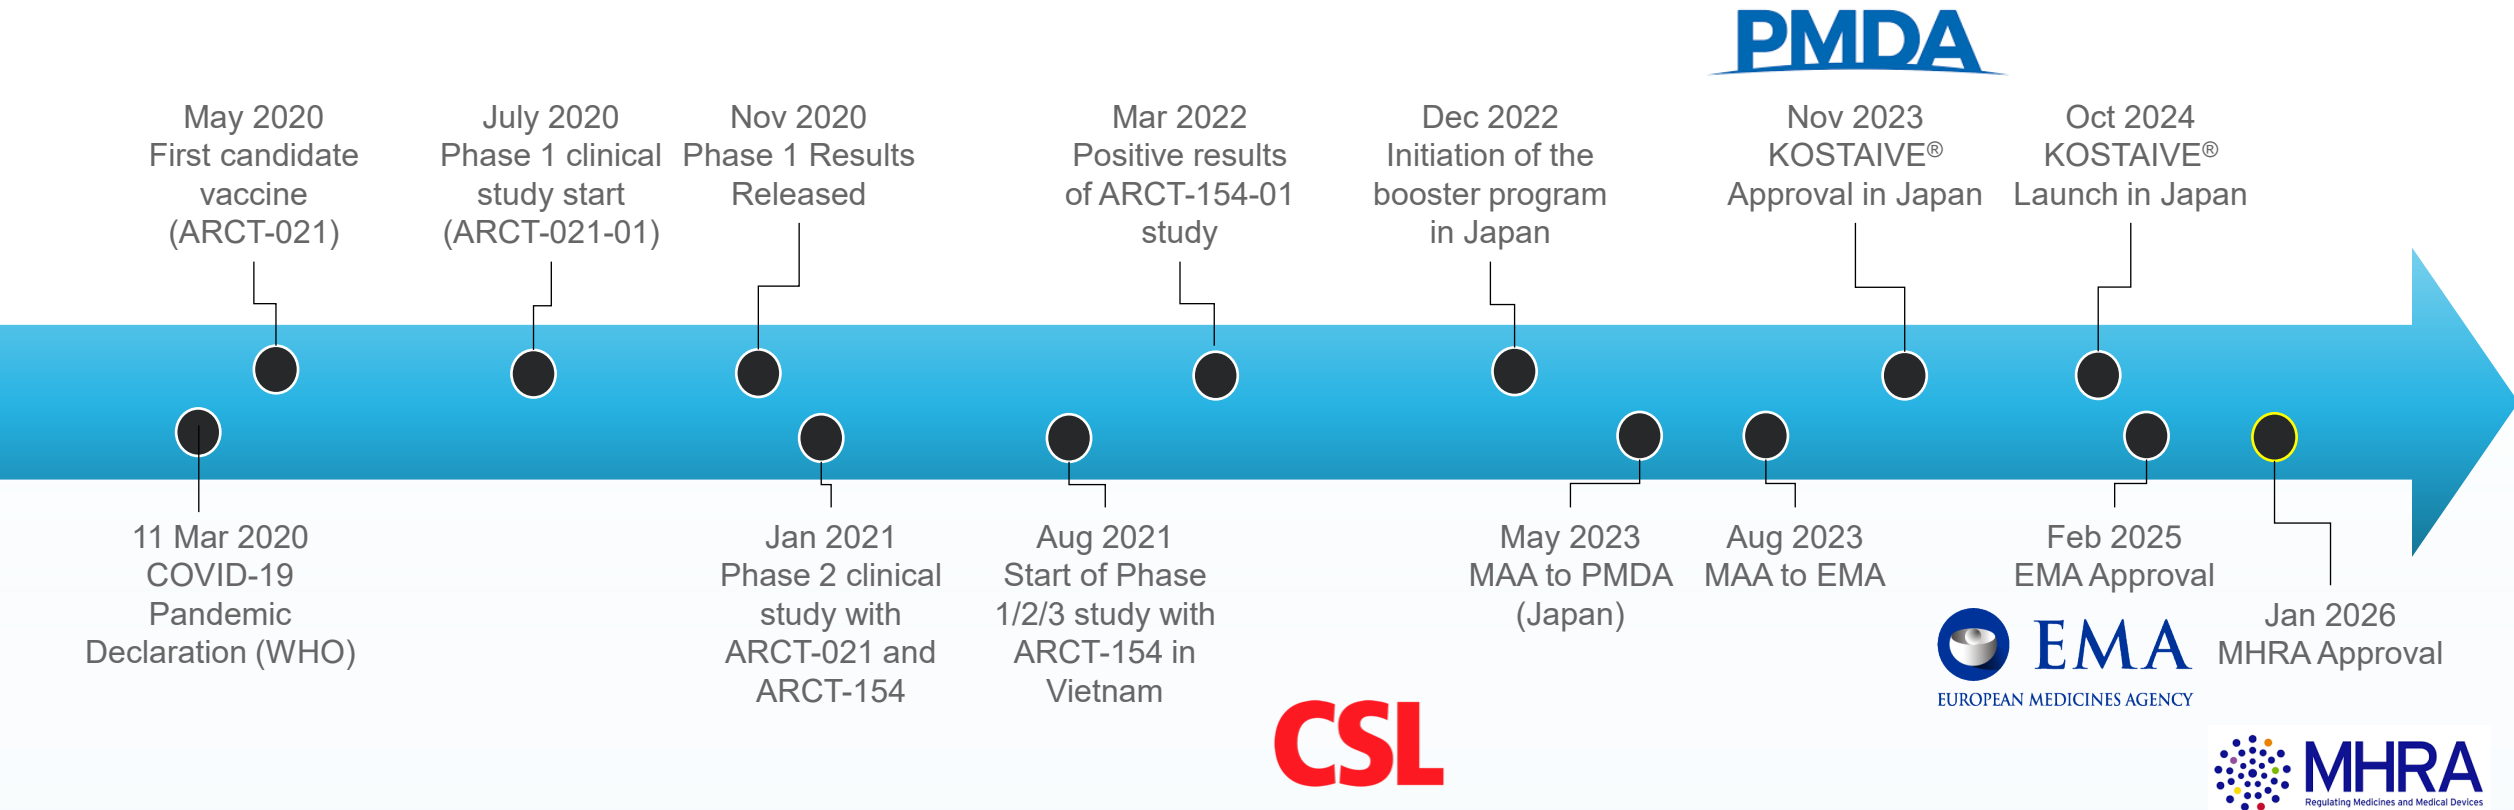 PMDA
May 2020
First candidate
vaccine
(ARCT-021)
July 2020
Phase 1 clinical
study start
(ARCT-021-01)
Nov 2020
Phase 1 Results
Released
Mar 2022
Positive results
of ARCT-154-01
study
Dec 2022
Initiation of the
booster program
in Japan
Nov 2023
KOSTAIVE®
Approval in Japan
Oct 2024
KOSTAIVE®
Launch in Japan
11 Mar 2020
COVID-19
Pandemic
Declaration (WHO)
Jan 2021
Phase 2 clinical
study with
ARCT-021 and
ARCT-154
Aug 2021
Start of Phase
1/2/3 study with
ARCT-154 in
Vietnam
CSL
May 2023
MAA to PMDA
(Japan)
Aug 2023
MAA to EMA
Feb 2025
EMA Approval
EMA
EUROPEAN MEDICINES AGENCY
Jan 2026
MHRA Approval
MHRA
Regulating Medicines and Medical Devices